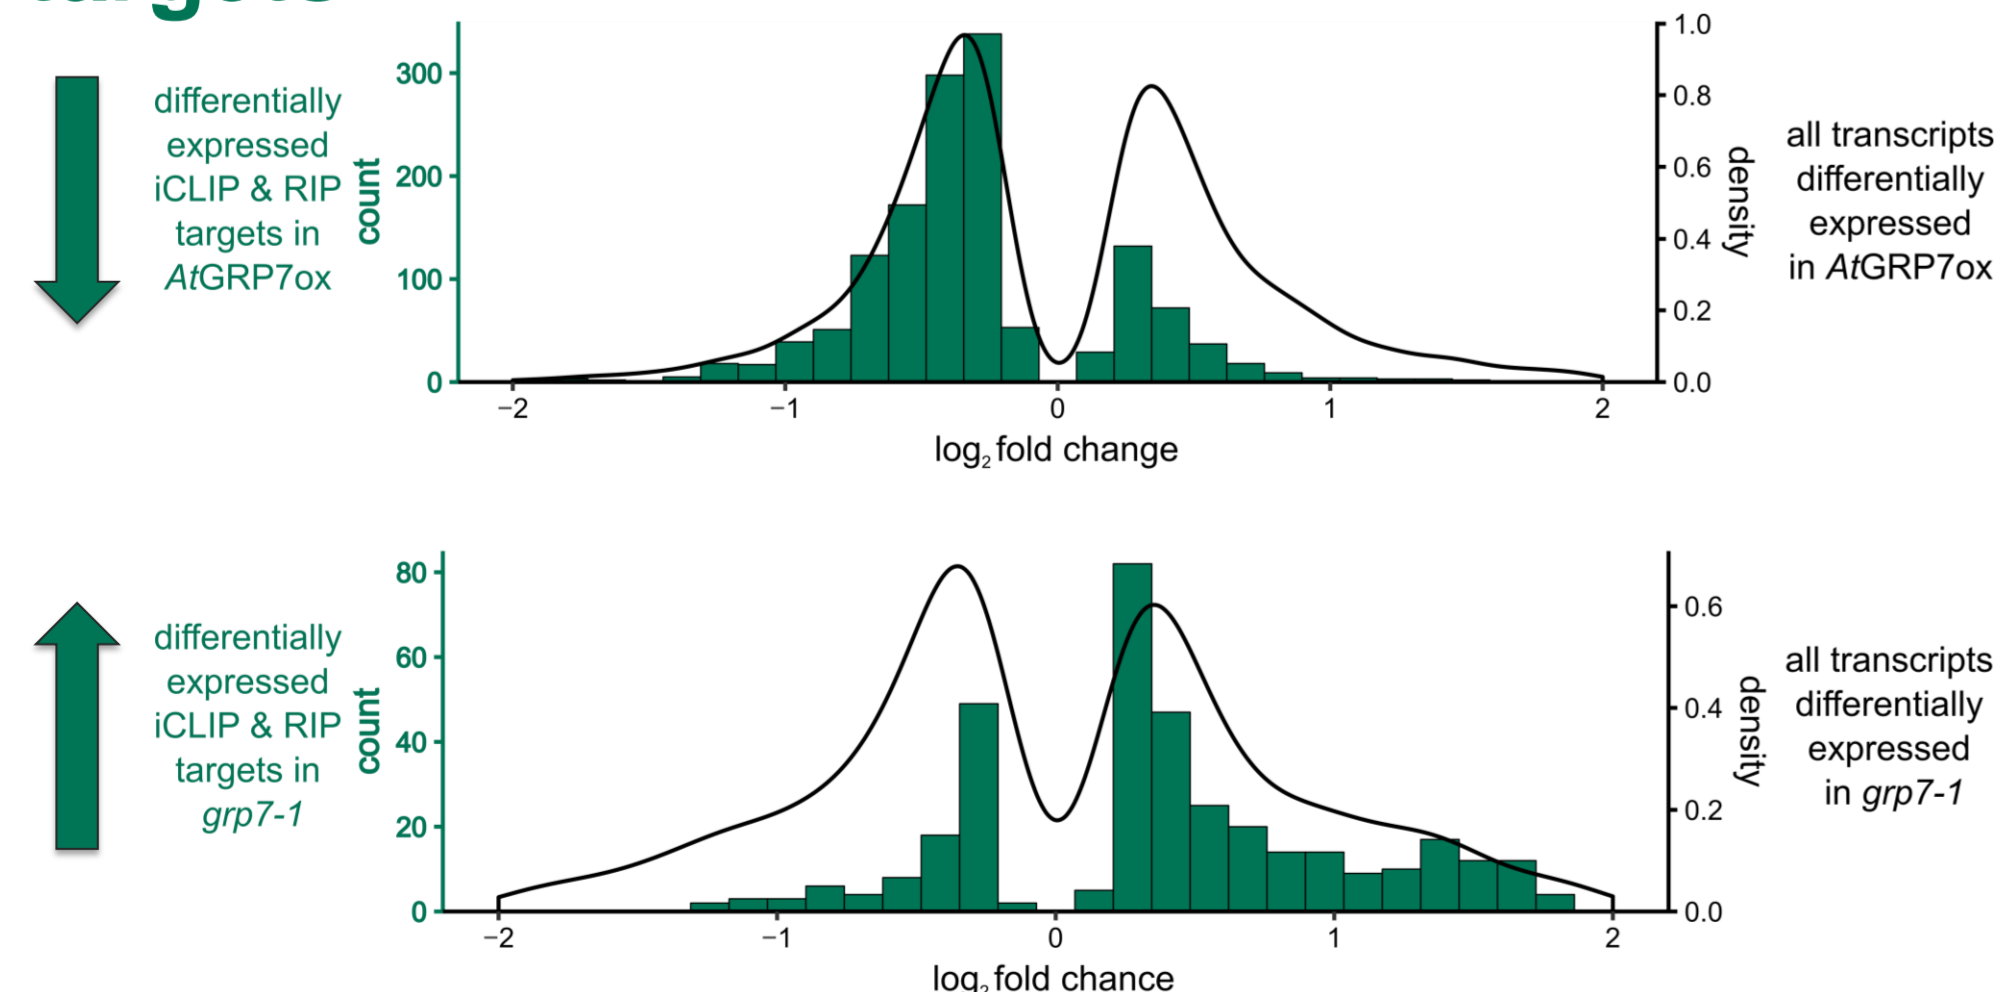 targets
differentially
expressed
iCLIP & RIP
targets in
AtGRP7ox
count
300
200
100
0
−2
−1
0
1
2
log2 fold change
1.0
0.8
0.6
0.4
0.2
0.0
density
all transcripts
differentially
expressed
in AtGRP7ox
differentially
expressed
iCLIP & RIP
targets in
grp7-1
count
80
60
40
20
0
−2
−1
0
1
2
log2 fold chance
0.6
0.4
0.2
0.0
density
all transcripts
differentially
expressed
in grp7-1